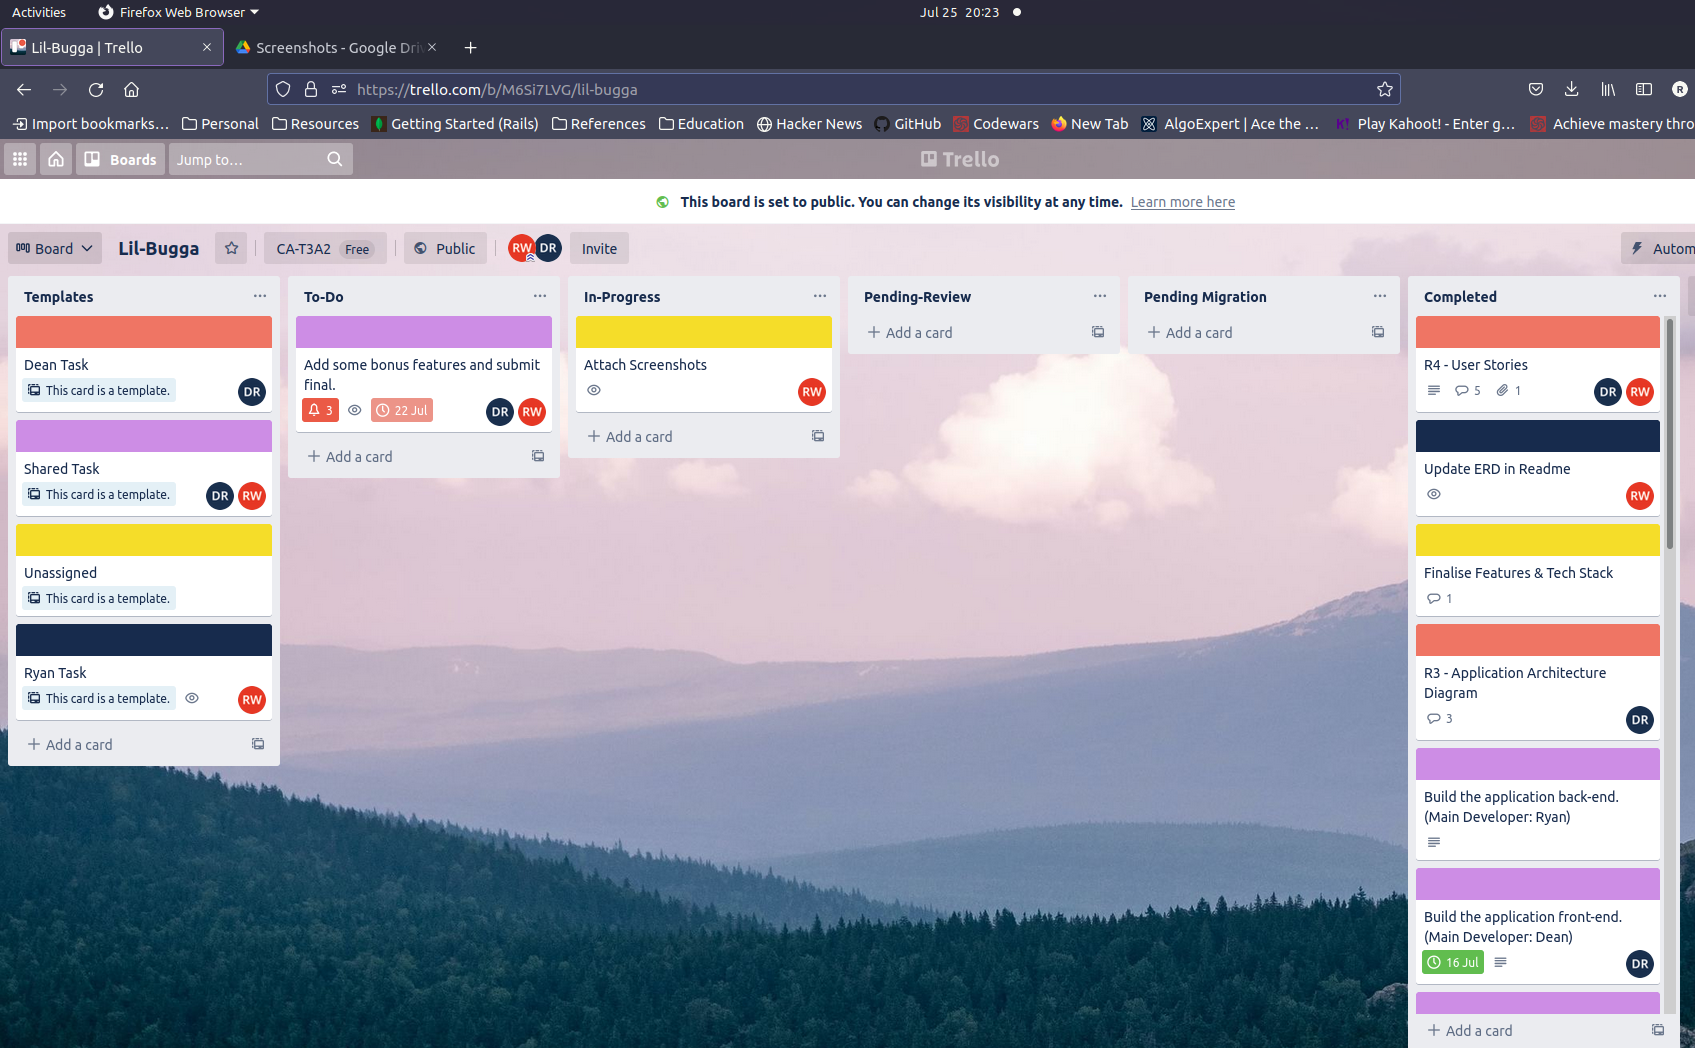 Activities
Firefox Web Browser
Jul 25 20:23
Lil-Bugga | Trello
Screenshots - Google Driv
https://trello.com/b/M6Si7LVG/lil-bugga
R
Import bookmarks…
Personal
Resources
Getting Started (Rails)
References
Education
Hacker News
GitHub
Codewars
New Tab
AlgoExpert | Ace the …
K! Play Kahoot! - Enter g…
Achieve mastery thro
Boards
Jump to…
Trello
This board is set to public. You can change its visibility at any time. Learn more here
Board
Lil-Bugga
CA-T3A2 Free
Public
RW DR
Invite
Autom
Templates
Dean Task
This card is a template.
DR
Shared Task
This card is a template.
DR RW
Unassigned
This card is a template.
Ryan Task
This card is a template.
RW
Add a card
To-Do
Add some bonus features and submit
final.
3
22 Jul
DR RW
Add a card
In-Progress
Attach Screenshots
RW
Add a card
Pending-Review
Add a card
Pending Migration
Add a card
Completed
R4 - User Stories
5 1
DR RW
Update ERD in Readme
RW
Finalise Features & Tech Stack
1
R3 - Application Architecture
Diagram
3
DR
Build the application back-end.
(Main Developer: Ryan)
Build the application front-end.
(Main Developer: Dean)
16 Jul
DR
Add a card